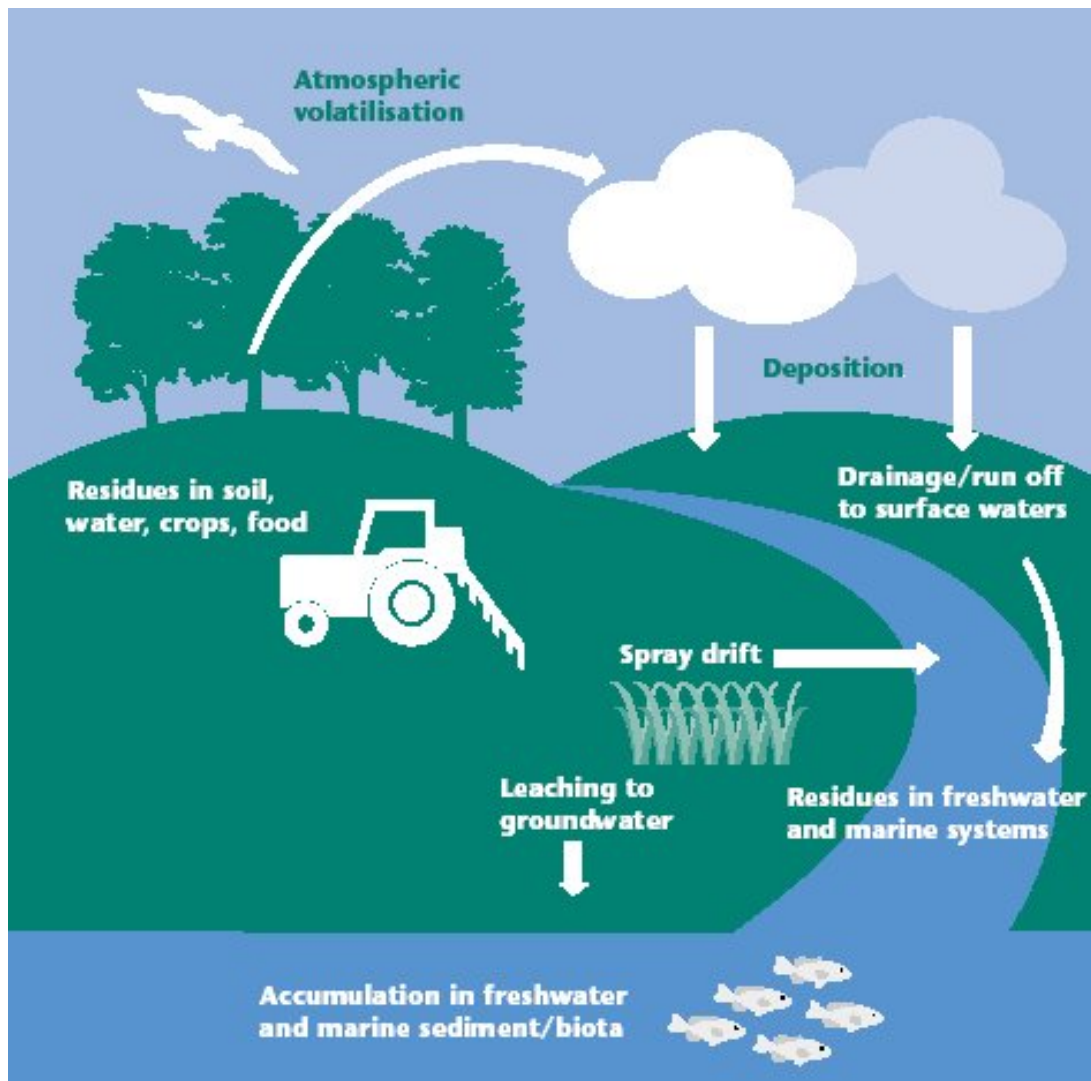 Atmospheric
volatilisation
Deposition
Residues in soil,
water, crops, food
Drainage/run off
to surface waters
Spray drift
Leaching to
groundwater
Residues in freshwater
and marine systems
Accumulation in freshwater
and marine sediment/biota